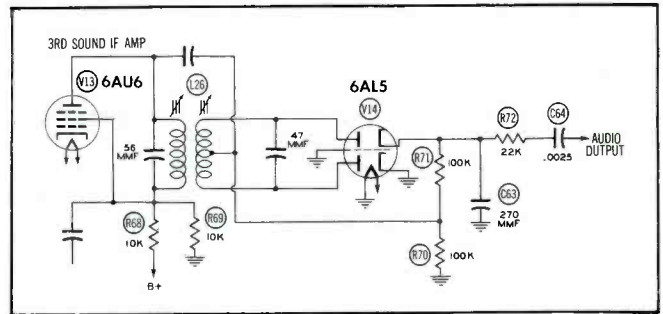 3RD SOUND IF AMP
V13 6AU6
L26
6AL5
V14
56
MMF
47
MMF
R71
100K
R72
22K
C64
.0025
AUDIO
OUTPUT
C63
270
MMF
R68
10K
R69
10K
R70
100K
B+